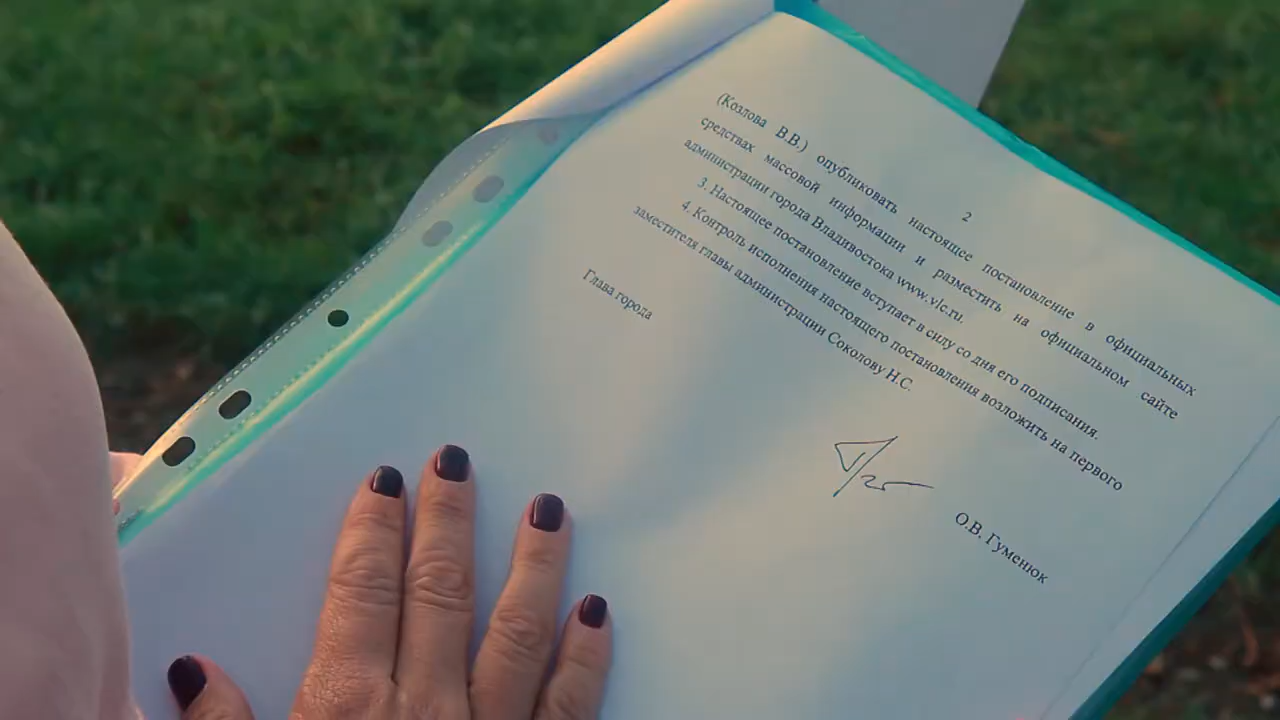 2
(Козлова В.В.) опубликовать настоящее постановление в официальных
средствах массовой информации и разместить на официальном сайте
администрации города Владивостока www.vlc.ru.
3. Настоящее постановление вступает в силу со дня его подписания.
4. Контроль исполнения настоящего постановления возложить на первого
заместителя главы администрации Соколову Н.С.
Глава города
О.В. Гуменюк